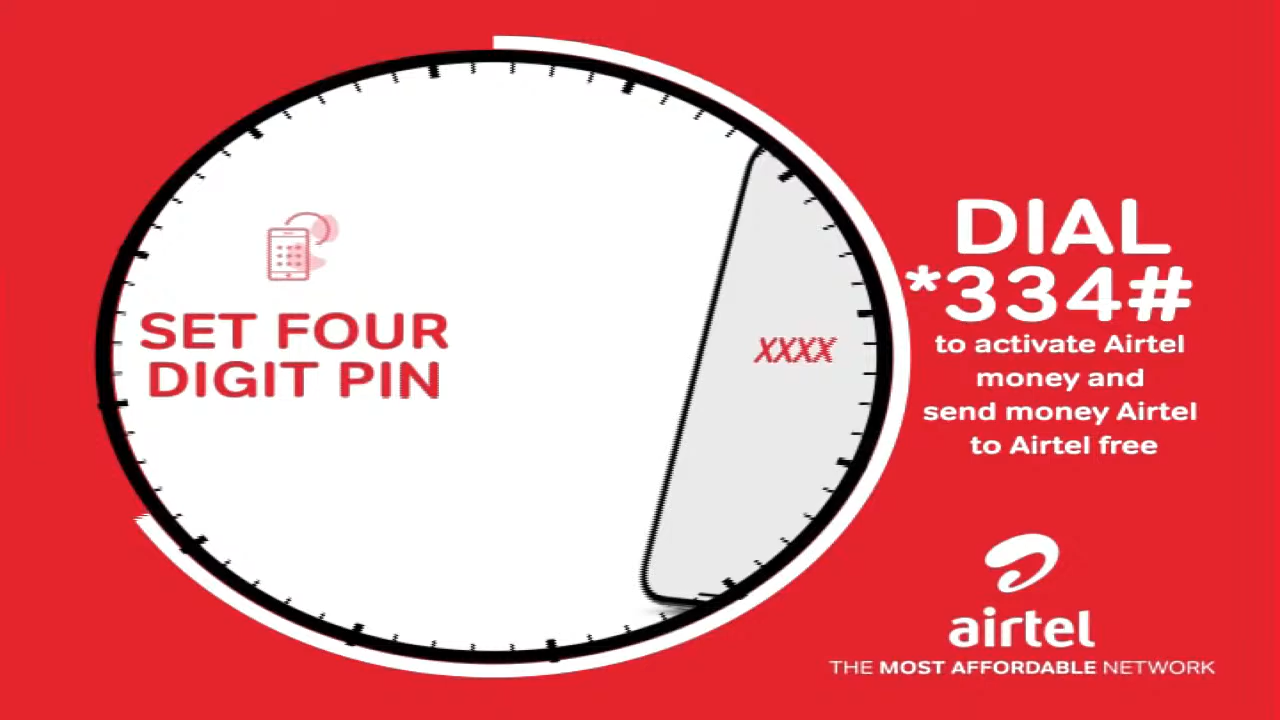 SET FOUR
DIGIT PIN
XXXX
DIAL
*334#
to activate Airtel
money and
send money Airtel
to Airtel free
airtel
THE MOST AFFORDABLE NETWORK